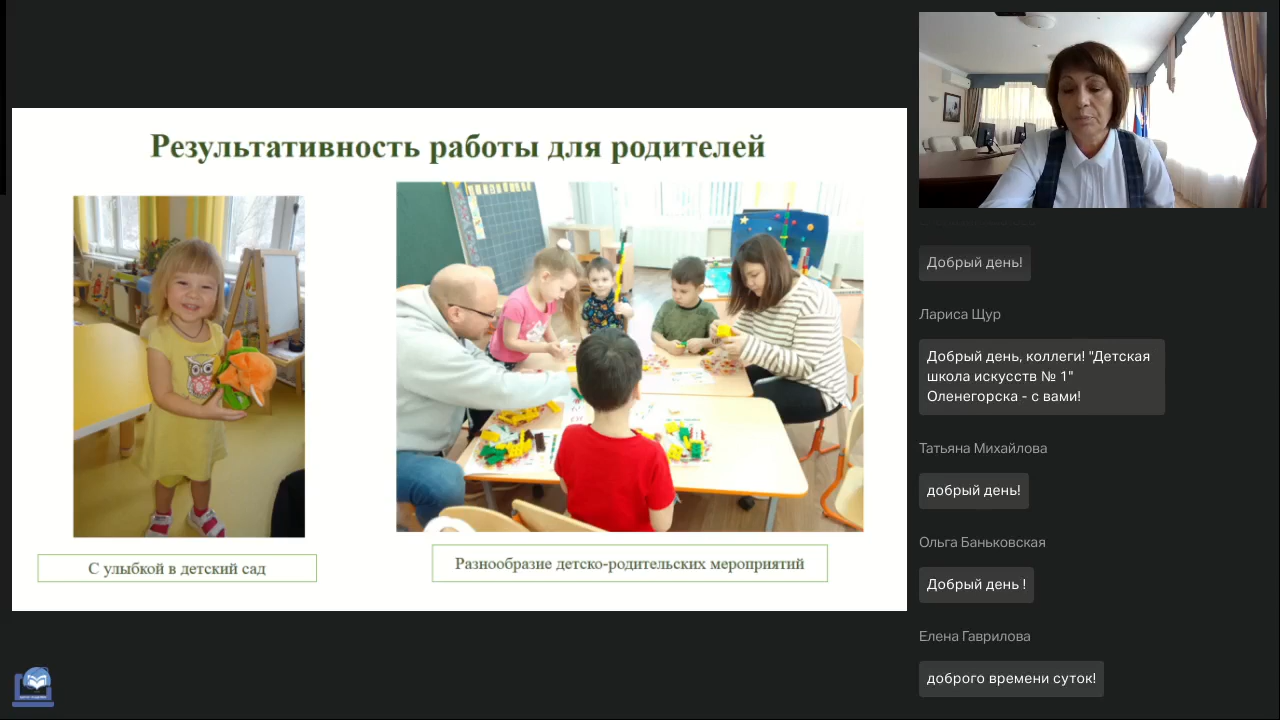 Результативность работы для родителей
С улыбкой в детский сад
Разнообразие детско-родительских мероприятий
Добрый день!
Лариса Щур
Добрый день, коллеги! "Детская
школа искусств № 1"
Оленегорска - с вами!
Татьяна Михайлова
добрый день!
Ольга Баньковская
Добрый день !
Елена Гаврилова
доброго времени суток!